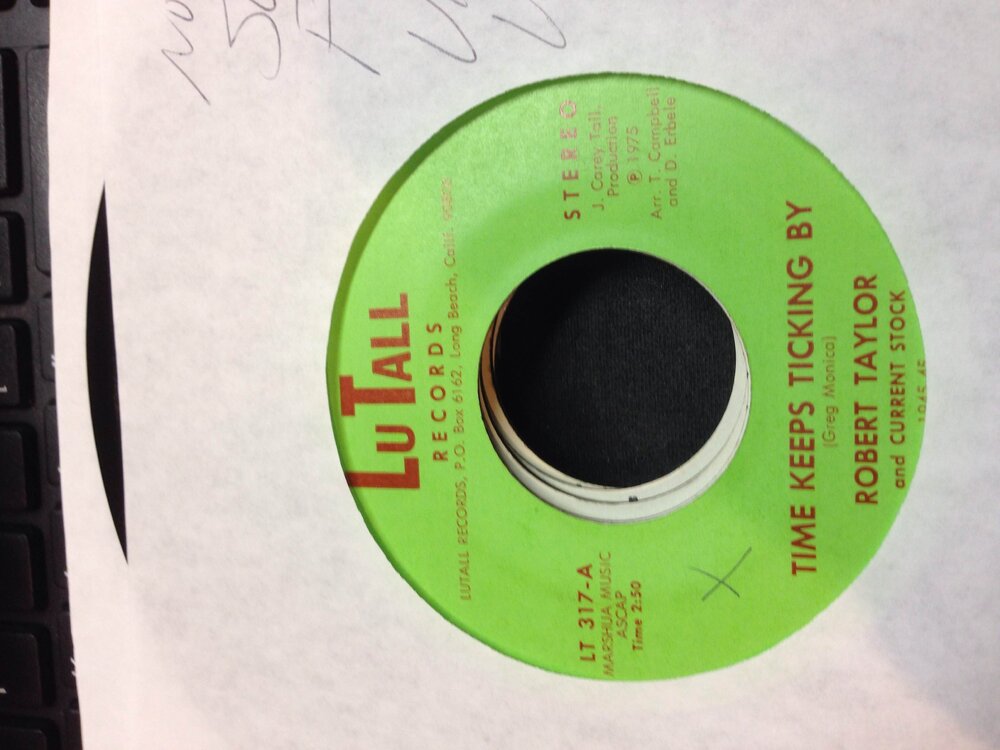 LUTALL
RECORDS
LUTALL RECORDS, P.O. Box 6162, Long Beach, Calif.
LT 317-A
MARSHUA MUSIC
ASCAP
Time 2:50
STEREO
J. Carey Tall,
Production
℗ 1975
Arr. T. Campbell
and D. Erbele
X
TIME KEEPS TICKING BY
(Greg Monica)
ROBERT TAYLOR
and CURRENT STOCK